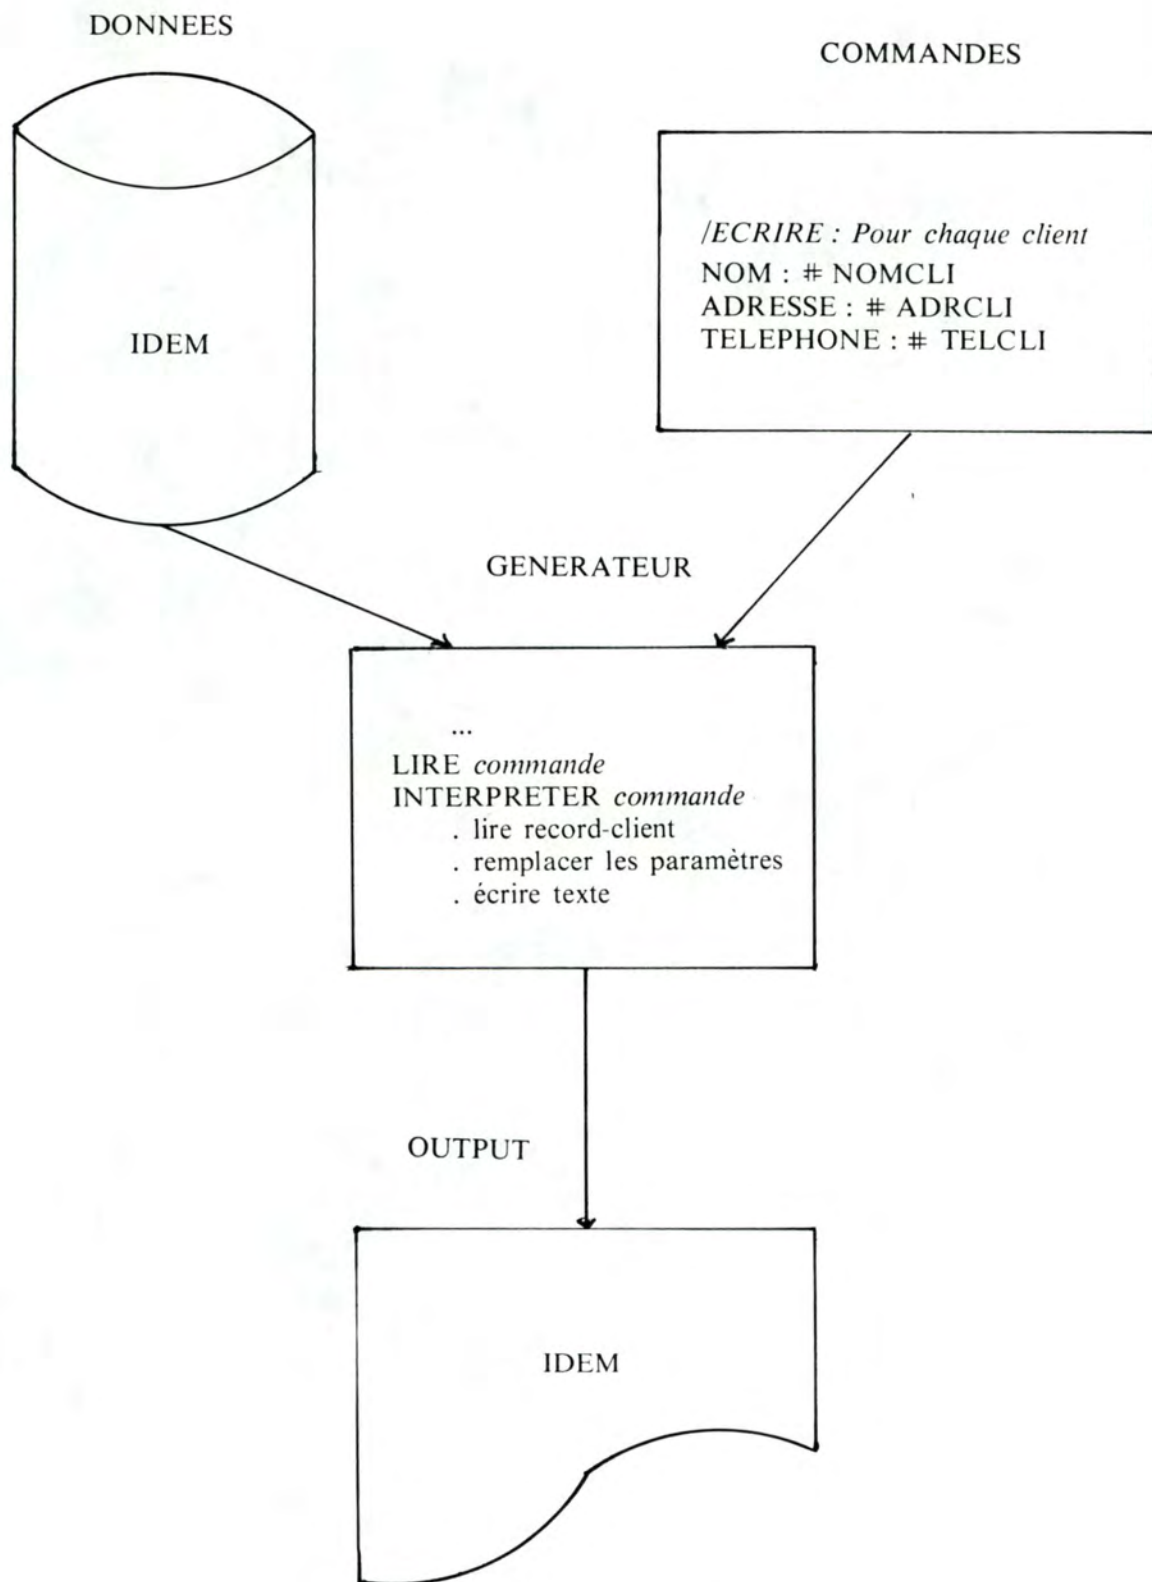 DONNEES
COMMANDES
IDEM
/ECRIRE : Pour chaque client
NOM : # NOMCLI
ADRESSE : # ADRCLI
TELEPHONE : # TELCLI
GENERATEUR
...
LIRE commande
INTERPRETER commande
. lire record-client
. remplacer les paramètres
. écrire texte
OUTPUT
IDEM